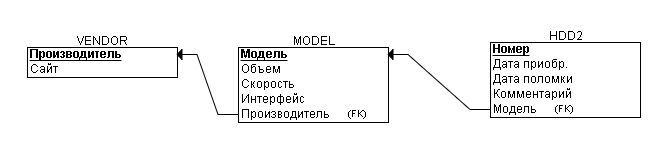 VENDOR
Производитель
Сайт
MODEL
Модель
Объем
Скорость
Интерфейс
Производитель (FK)
HDD2
Номер
Дата приобр.
Дата поломки
Комментарий
Модель (FK)